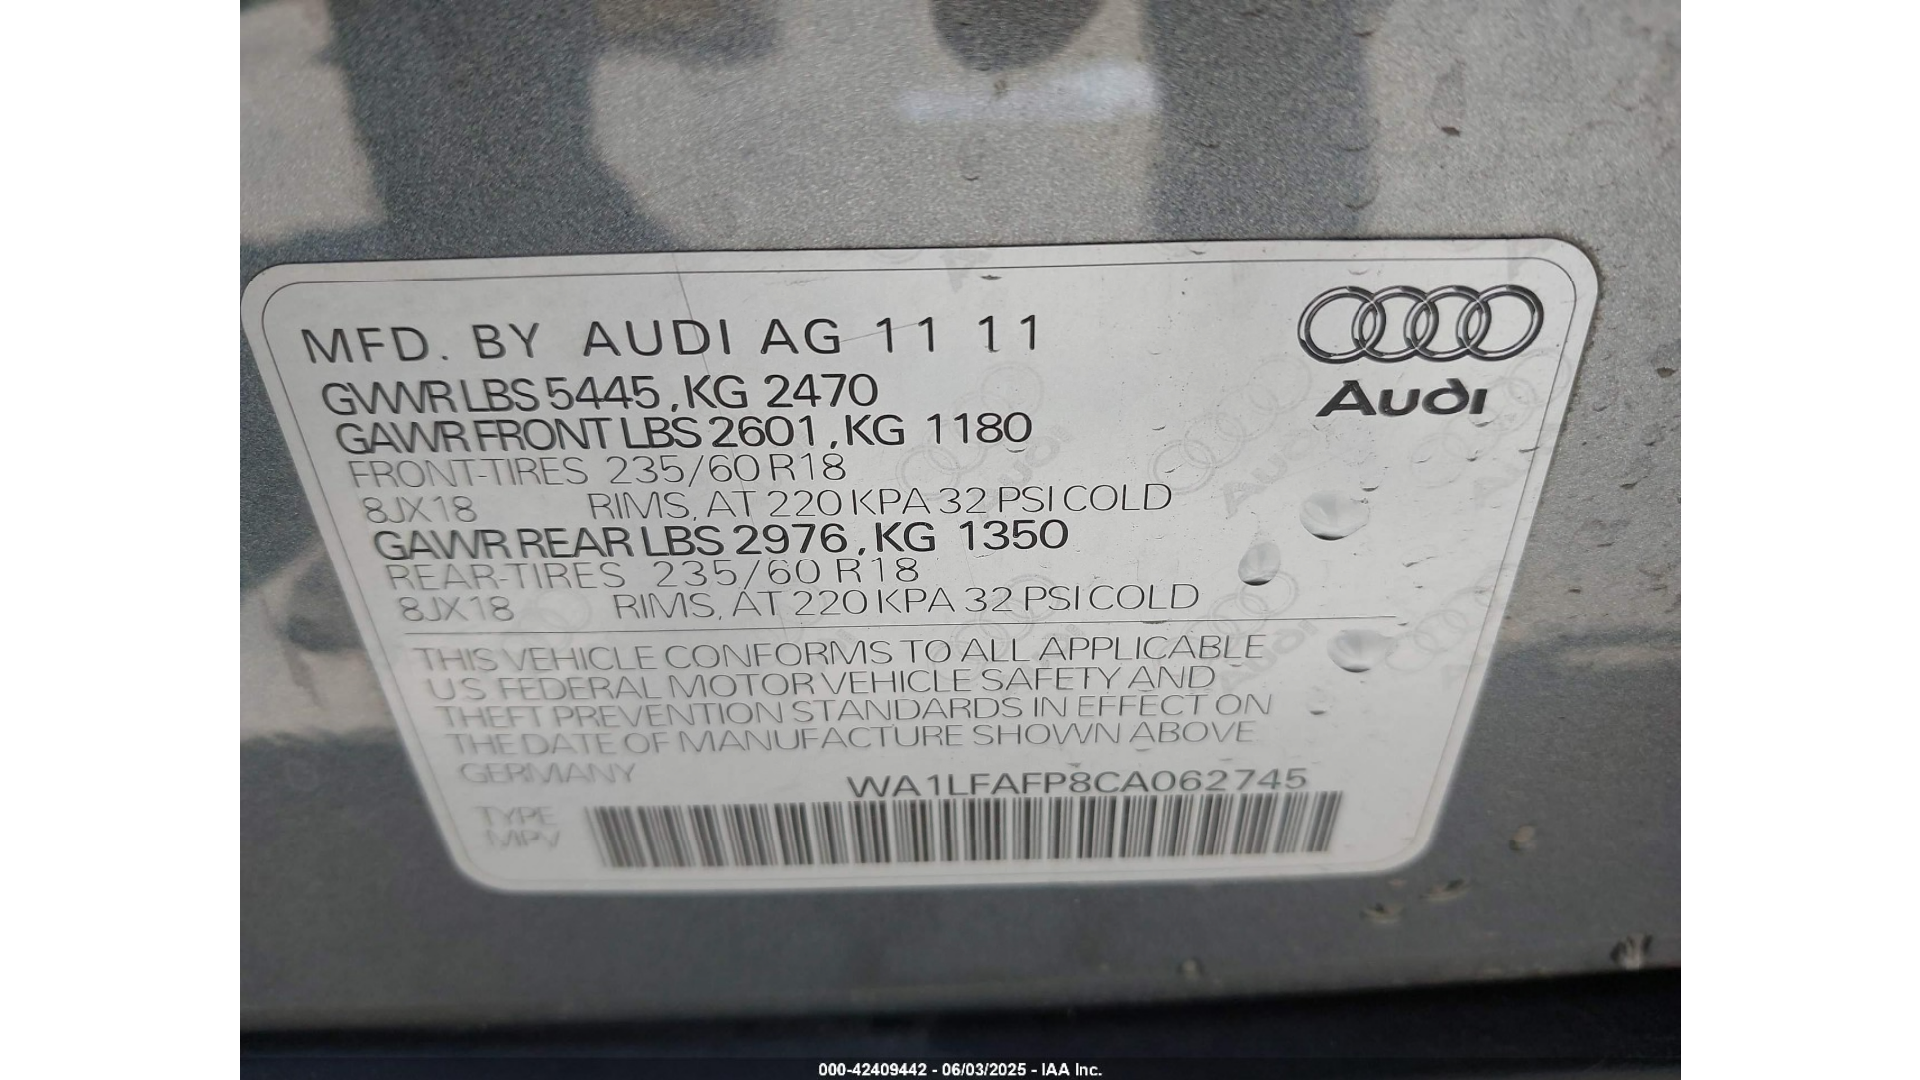 MFD. BY AUDI AG 11 11
GVWR LBS 5445, KG 2470
GAWR FRONT LBS 2601, KG 1180
FRONT-TIRES 235/60 R18
8JX18 RIMS, AT 220 KPA 32 PSI COLD
GAWR REAR LBS 2976, KG 1350
REAR-TIRES 235/60 R18
8JX18 RIMS, AT 220 KPA 32 PSI COLD
THIS VEHICLE CONFORMS TO ALL APPLICABLE
US FEDERAL MOTOR VEHICLE SAFETY AND
THEFT PREVENTION STANDARDS IN EFFECT ON
THE DATE OF MANUFACTURE SHOWN ABOVE
GERMANY
WA1LFAFP8CA062745
TYPE
MPV
Audi
000-42409442 - 06/03/2025 - IAA Inc.